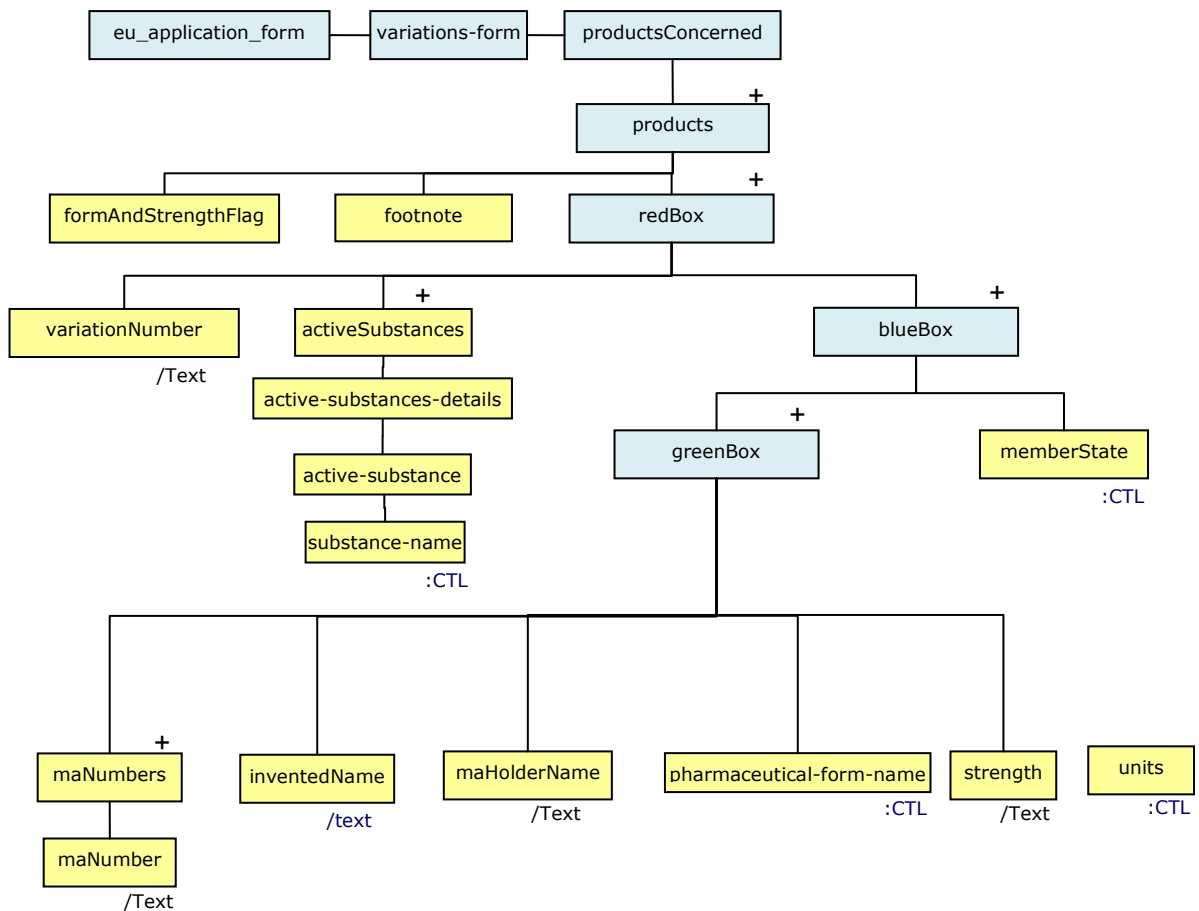 eu_application_form
variations-form
productsConcerned
+
products
+
formAndStrengthFlag
footnote
redBox
+
+
variationNumber
activeSubstances
blueBox
/Text
active-substances-details
+
greenBox
memberState
active-substance
:CTL
substance-name
:CTL
+
maNumbers
inventedName
maHolderName
pharmaceutical-form-name
strength
units
/text
/Text
:CTL
/Text
:CTL
maNumber
/Text